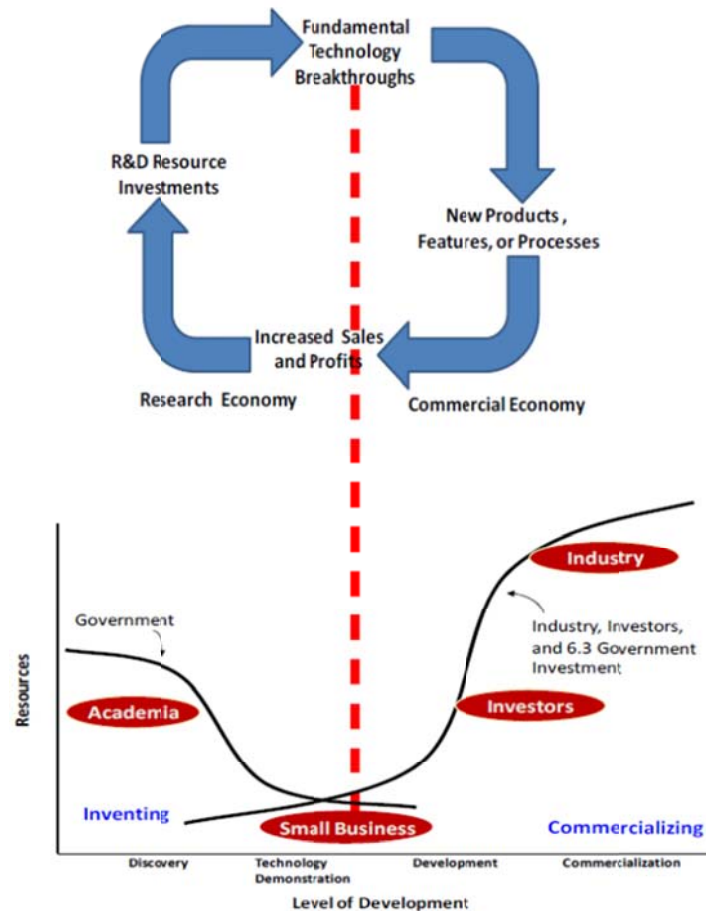 Fundamental
Technology
Breakthroughs
R&D Resource
Investments
New Products ,
Features, or Processes
Increased Sales
and Profits
Research Economy
Commercial Economy
Resources
Government
Academia
Inventing
Small Business
Industry
Industry, Investors,
and 6.3 Government
Investment
Investors
Commercializing
Discovery
Technology
Demonstration
Development
Commercialization
Level of Development